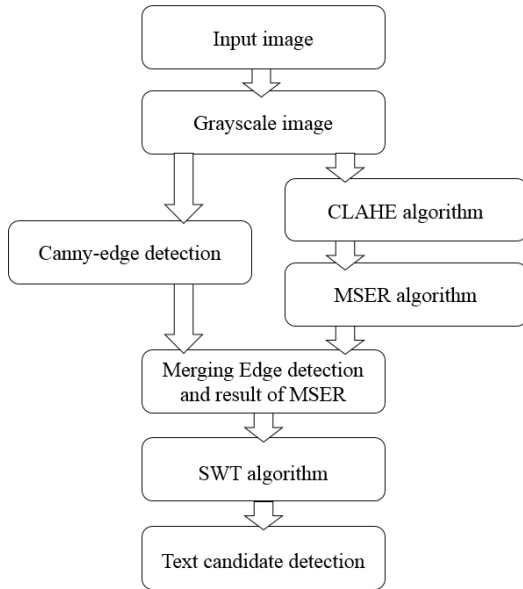 Input image
Grayscale image
CLAHE algorithm
Canny-edge detection
MSER algorithm
Merging Edge detection
and result of MSER
SWT algorithm
Text candidate detection